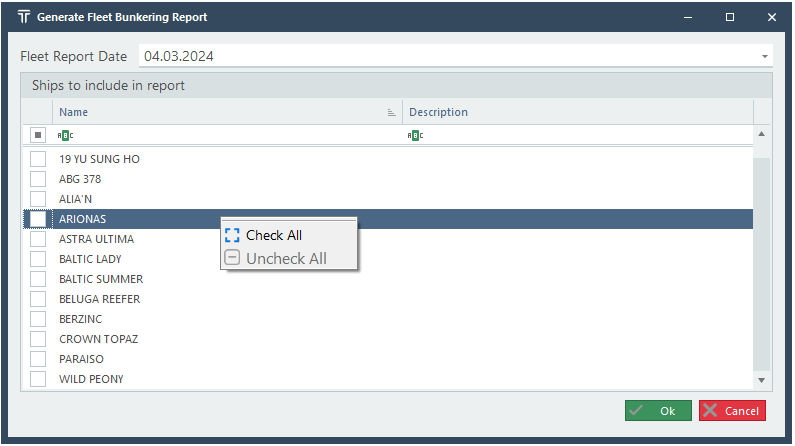 Generate Fleet Bunkering Report
Fleet Report Date 04.03.2024
Ships to include in report
Name Description
ABC ABC
19 YU SUNG HO
ABG 378
ALIA'N
ARIONAS
Check All
ASTRA ULTIMA
Uncheck All
BALTIC LADY
BALTIC SUMMER
BELUGA REEFER
BERZINC
CROWN TOPAZ
PARAISO
WILD PEONY
Ok Cancel